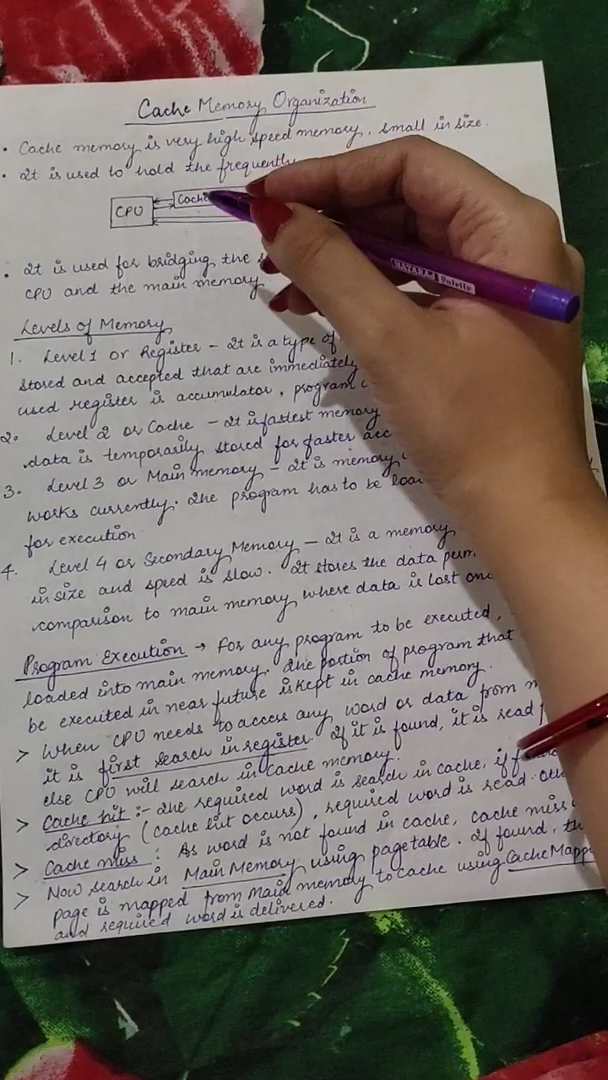 Cache Memory Organization
• Cache memory is very high speed memory, small in size.
• It is used to hold the frequently
Cache
CPU
• It is used for bridging the
CPU and the main memory
Levels of Memory
1. Level 1 or Register – It is a type of
stored and accepted that are immediately
used register is accumulator, program
2. Level 2 or Cache – It is fastest memory
data is temporarily stored for faster
3. Level 3 or Main memory – It is memory
works currently. The program has to be
for execution
4. Level 4 or Secondary Memory – It is a memory
in size and speed is slow. It stores the data
comparison to main memory where data is lost
Program Execution → For any program to be executed,
loaded into main memory. The portion of program that
be executed in near future is kept in cache memory.
> When CPU needs to access any word or data from
it is first search in register. If it is found, it is read
else CPU will search in Cache memory.
> Cache hit :- The required word is search in cache, if
directory (cache hit occurs), required word is read.
> Cache miss : As word is not found in cache, cache miss
> Now search in Main Memory using page table. If found,
page is mapped from Main memory to cache using Cache
and required word is delivered.
NATARAJ Palette